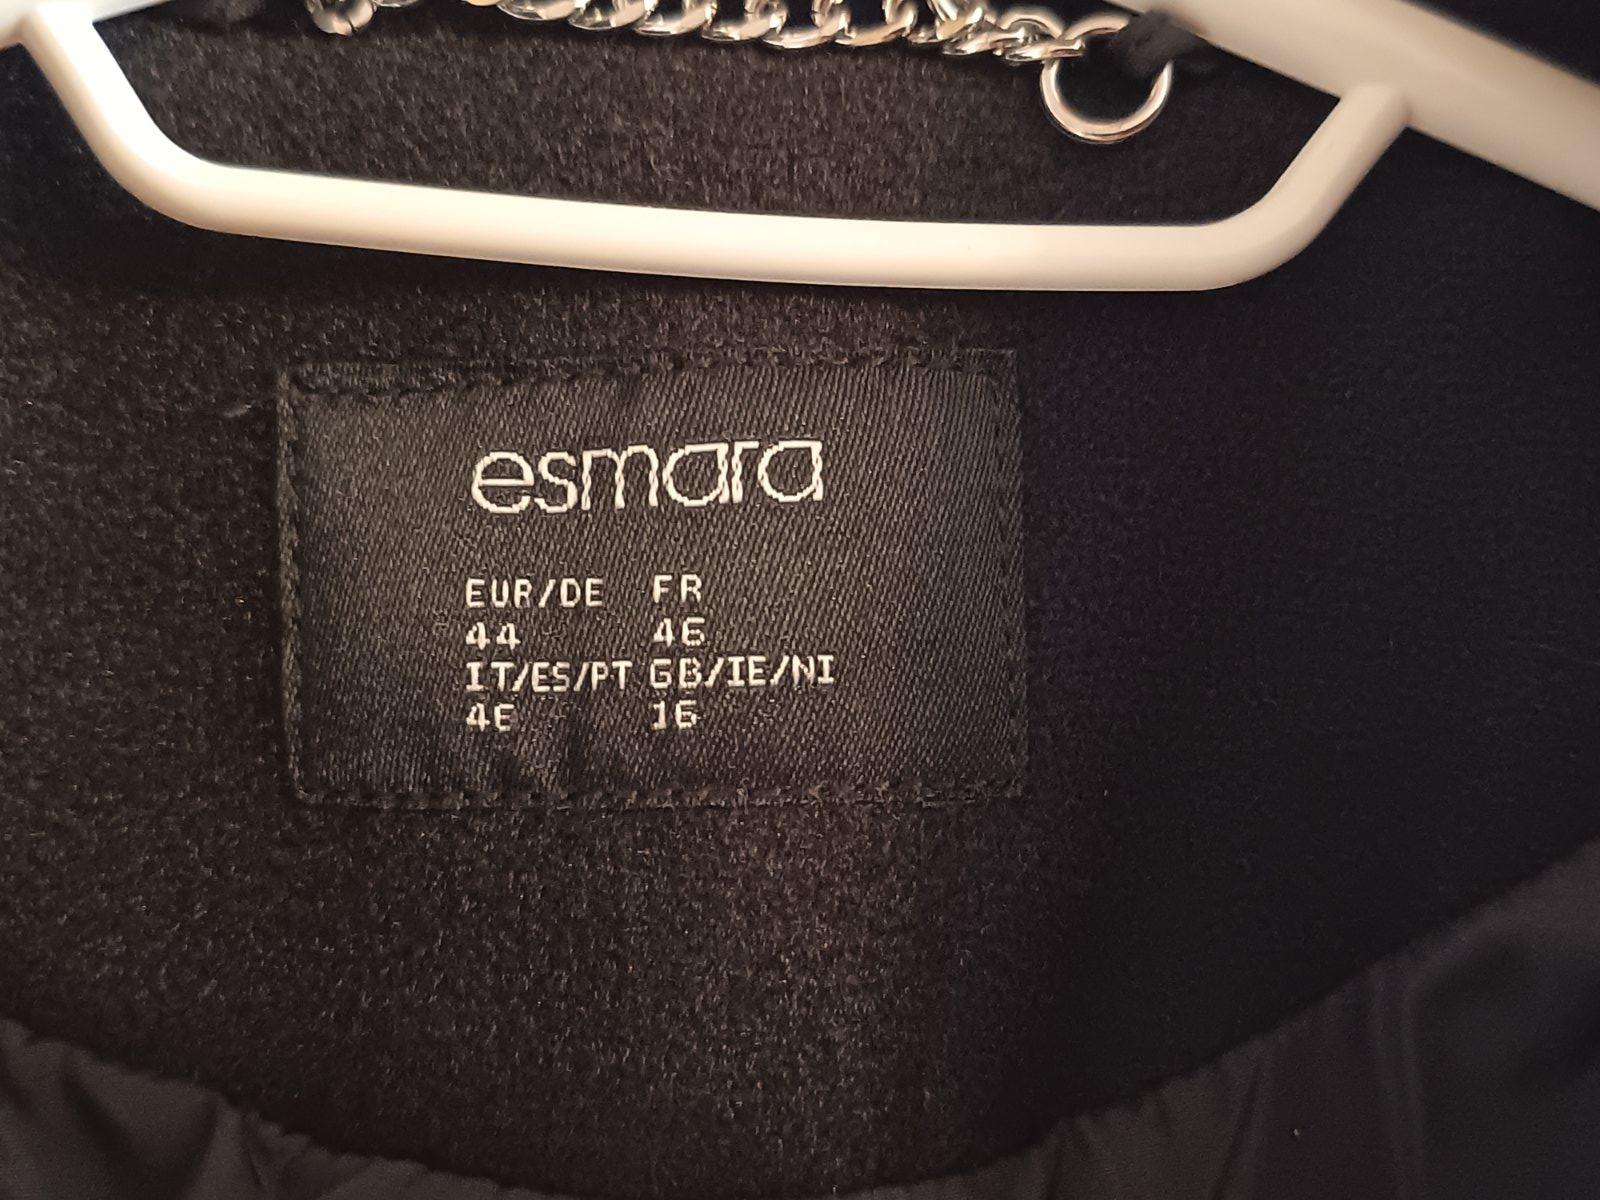 esmara
EUR/DE FR
44 46
IT/ES/PT GB/IE/NI
46 16